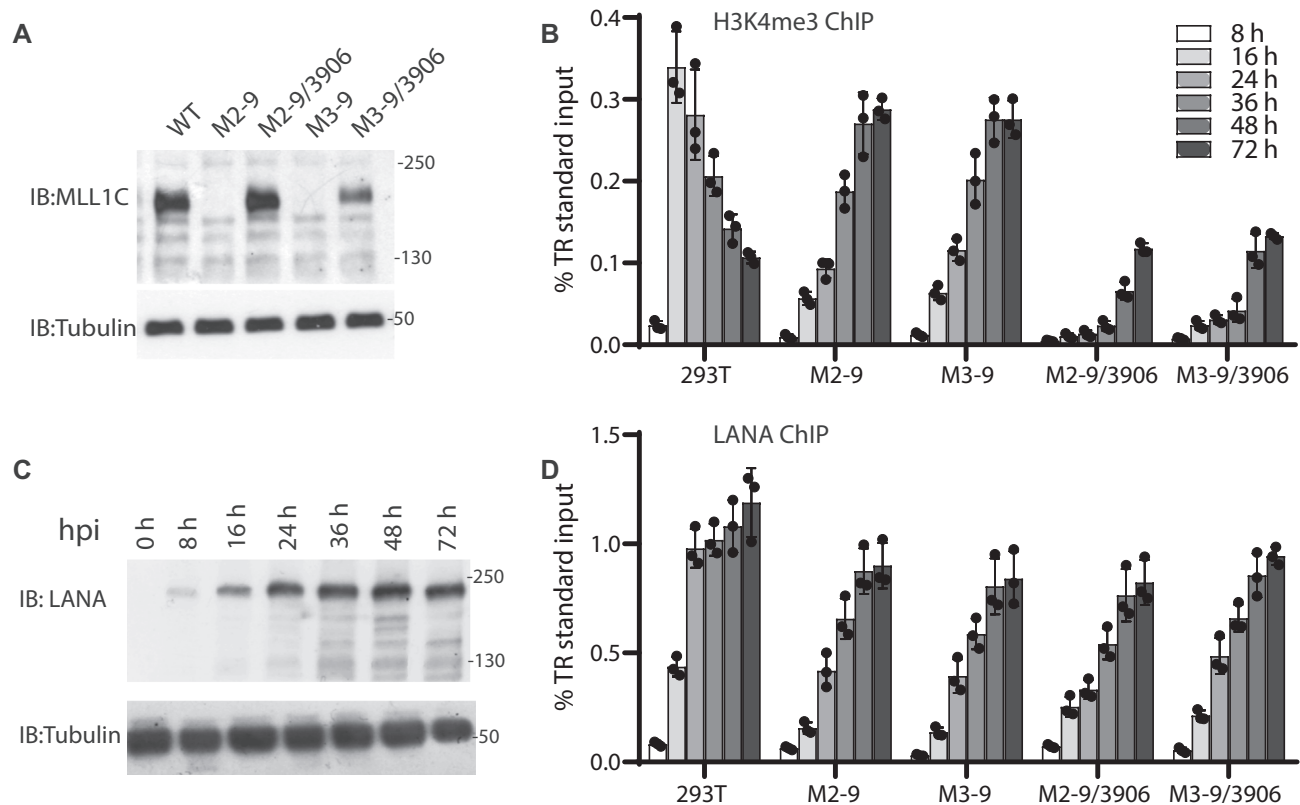 A
WT
M2-9
M2-9/3906
M3-9
M3-9/3906
-250
IB:MLL1C
-130
IB:Tubulin
-50
B
H3K4me3 ChIP
8 h
16 h
24 h
36 h
48 h
72 h
% TR standard input
0.4
0.3
0.2
0.1
0.0
293T M2-9 M3-9 M2-9/3906 M3-9/3906
C
hpi
0 h
8 h
16 h
24 h
36 h
48 h
72 h
-250
IB: LANA
-130
IB:Tubulin
-50
D
LANA ChIP
% TR standard input
1.5
1.0
0.5
0.0
293T M2-9 M3-9 M2-9/3906 M3-9/3906